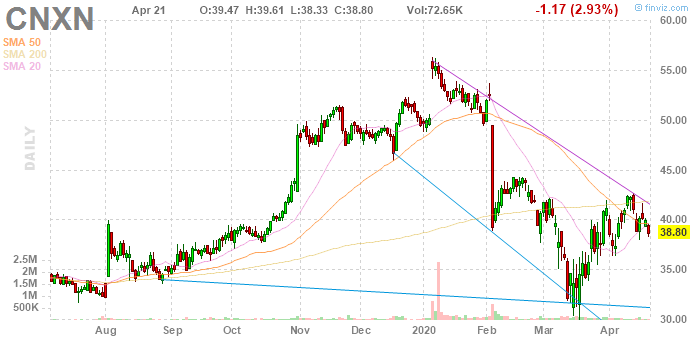 CNXN
Apr 21 O:39.47 H:39.61 L:38.33 C:38.80 Vol:72.65K -1.17 (2.93%)
© finviz.com
SMA 50
SMA 200
SMA 20
DAILY
60.00
55.00
50.00
45.00
40.00
38.80
35.00
30.00
2.5M
2M
1.5M
1M
500K
Aug Sep Oct Nov Dec 2020 Feb Mar Apr